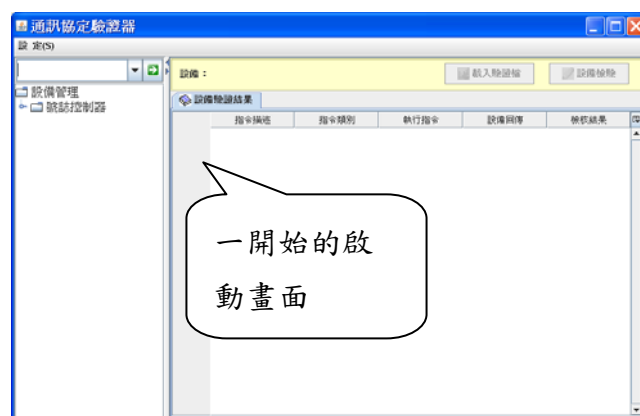 通訊協定驗證器
設 定(S)
設備：
載入驗證檔
設備檢驗
設備管理
號誌控制器
設備驗證結果
指令描述
指令類別
執行指令
設備回傳
檢核結果
一開始的啟
動畫面